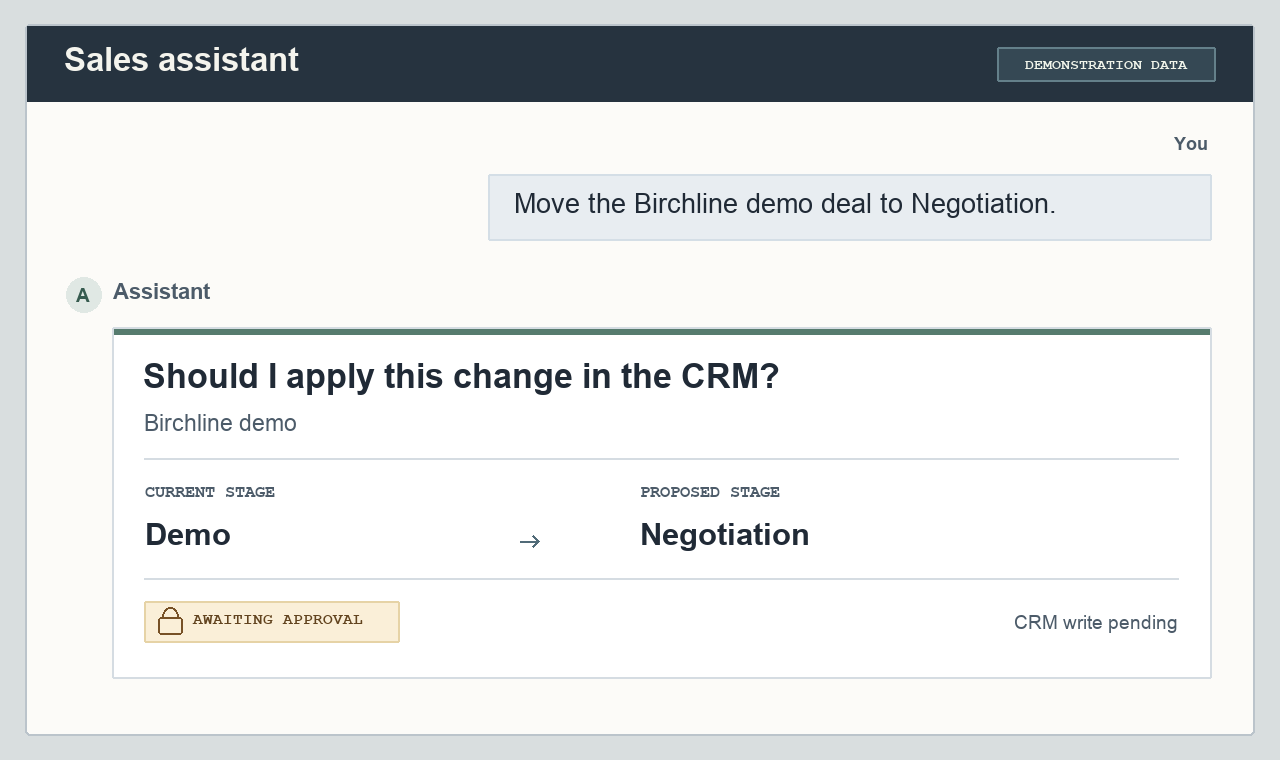 Sales assistant
DEMONSTRATION DATA
You
Move the Birchline demo deal to Negotiation.
A
Assistant
Should I apply this change in the CRM?
Birchline demo
CURRENT STAGE
PROPOSED STAGE
Demo
→
Negotiation
AWAITING APPROVAL
CRM write pending